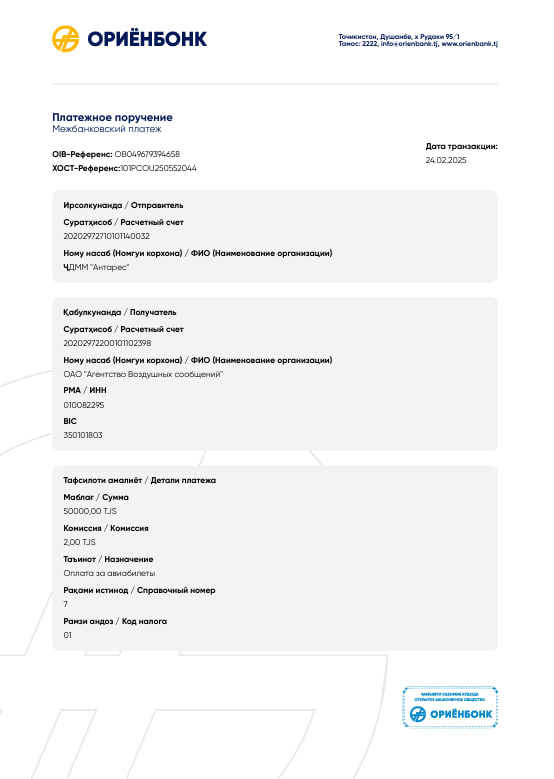 ОРИЁНБОНК
Тоҷикистон, Душанбе, х Рудаки 95/1
Тамос: 2222, info@orienbank.tj, www.orienbank.tj
Платежное поручение
Межбанковский платеж
Дата транзакции:
OIB-Референс: OB049679394658
24.02.2025
ХОСТ-Референс:101PCOU250552044
Ирсолкунанда / Отправитель
Суратҳисоб / Расчетный счет
20202972710101140032
Ному насаб (Номгуи корхона) / ФИО (Наименование организации)
ҶДММ "Антарес"
Қабулкунанда / Получатель
Суратҳисоб / Расчетный счет
20202972200101102398
Ному насаб (Номгуи корхона) / ФИО (Наименование организации)
ОАО "Агентство Воздушных сообщений"
РМА / ИНН
010082295
BIC
350101803
Тафсилоти амалиёт / Детали платежа
Маблағ / Сумма
50000,00 TJS
Комиссия / Комиссия
2,00 TJS
Таъинот / Назначение
Оплата за авиабилеты
Рақами истинод / Справочный номер
7
Рамзи андоз / Код налога
01
ҶАМЪИЯТИ САҲОМИИ КУШОДА
ОТКРЫТОЕ АКЦИОНЕРНОЕ ОБЩЕСТВО
ОРИЁНБОНК